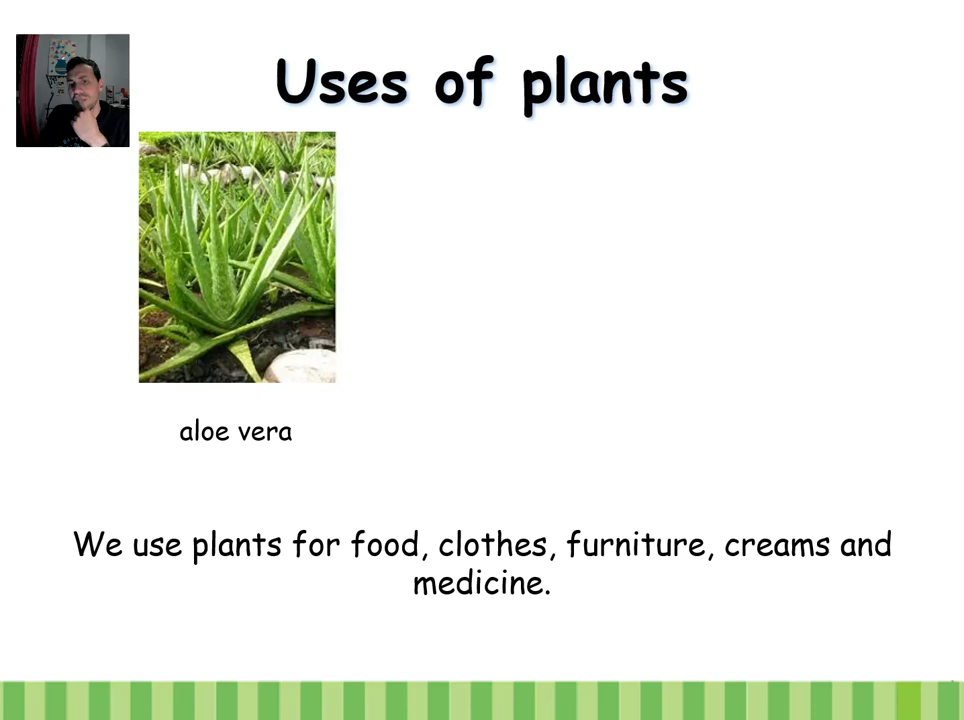 Uses of plants
aloe vera
We use plants for food, clothes, furniture, creams and
medicine.